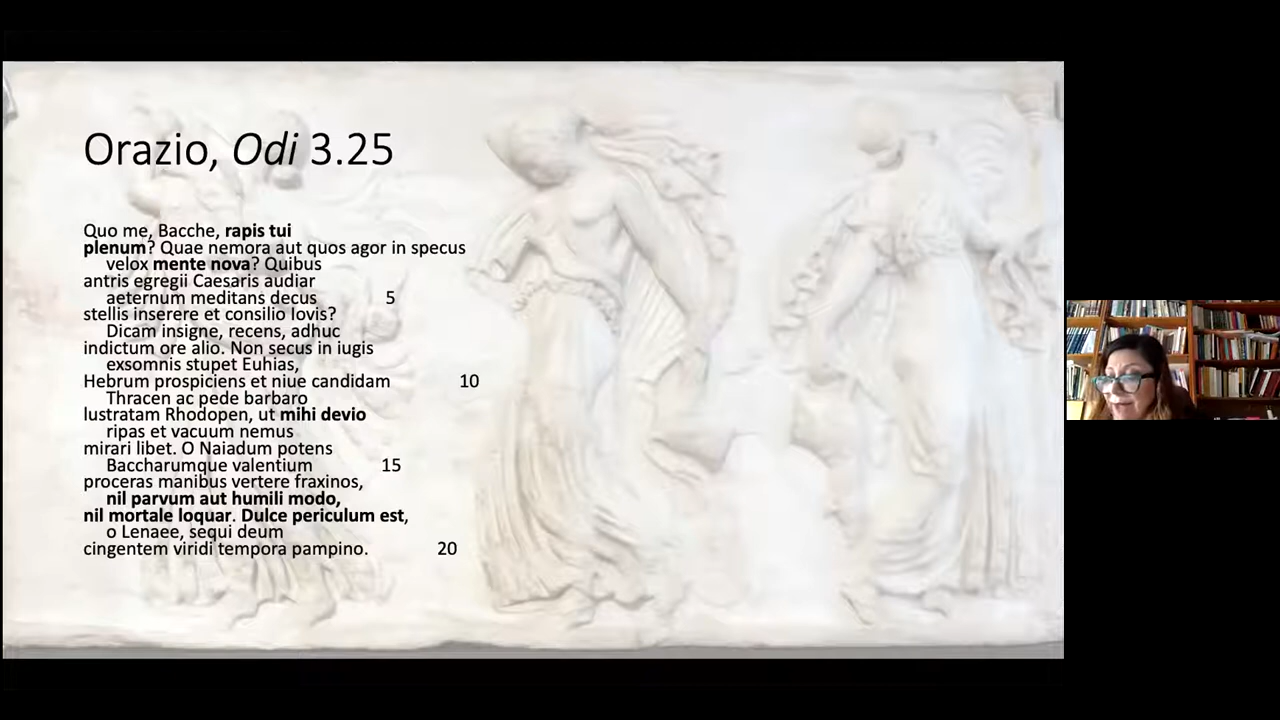 Orazio, Odi 3.25
Quo me, Bacche, rapis tui
plenum? Quae nemora aut quos agor in specus
velox mente nova? Quibus
antris egregii Caesaris audiar
aeternum meditans decus 5
stellis inserere et consilio Iovis?
Dicam insigne, recens, adhuc
indictum ore alio. Non secus in iugis
exsomnis stupet Euhias,
Hebrum prospiciens et niue candidam 10
Thracen ac pede barbaro
lustratam Rhodopen, ut mihi devio
ripas et vacuum nemus
mirari libet. O Naiadum potens
Baccharumque valentium 15
proceras manibus vertere fraxinos,
nil parvum aut humili modo,
nil mortale loquar. Dulce periculum est,
o Lenaee, sequi deum
cingentem viridi tempora pampino. 20